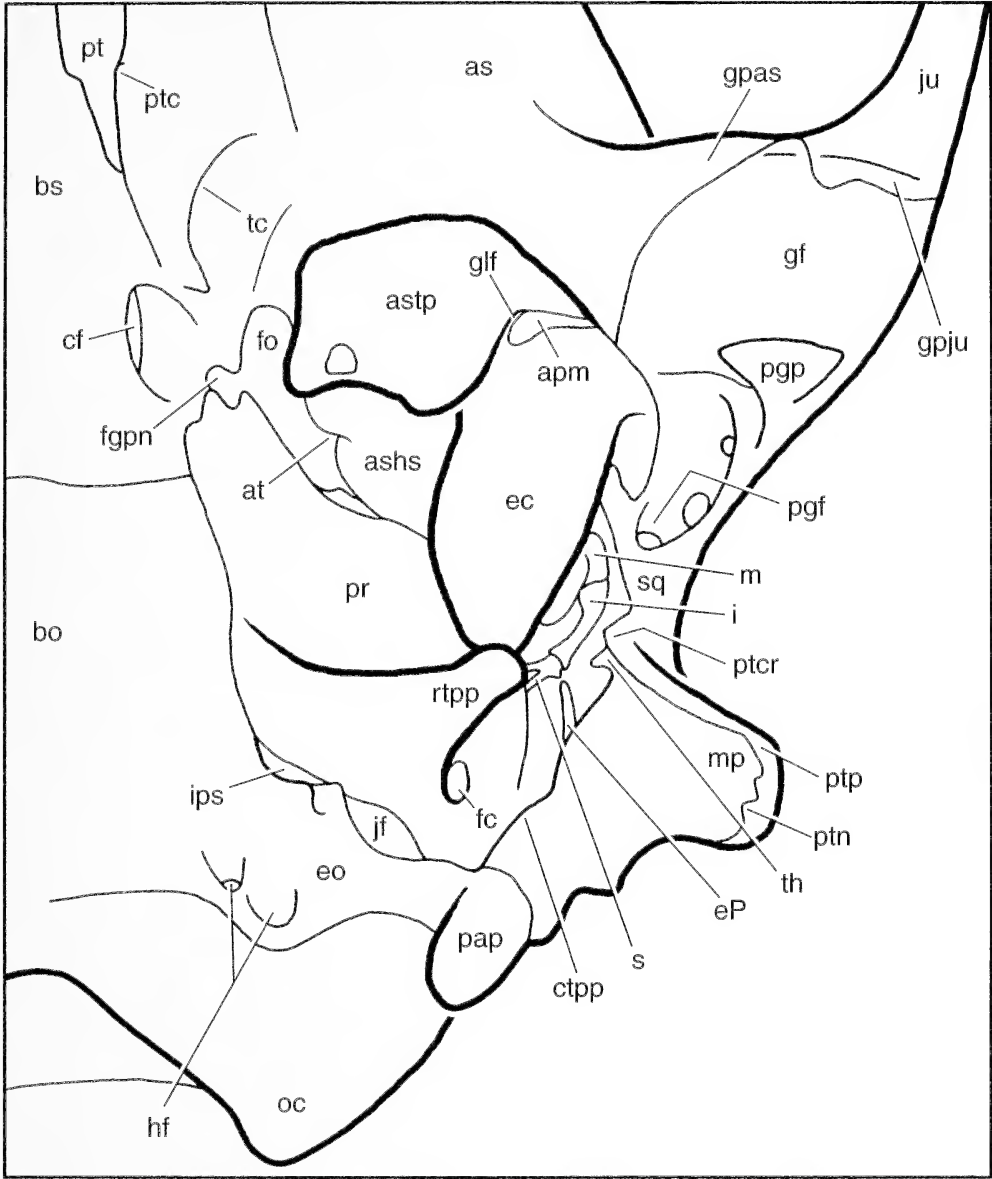 pt
as
gpas
ju
ptc
bs
tc
glf
gf
astp
cf
fo
gpju
apm
pgp
fgpn
at
ashs
ec
pgf
m
sq
pr
i
bo
ptcr
rtpp
mp
ptp
ips
jf
fc
ptn
eo
th
eP
pap
s
ctpp
oc
hf